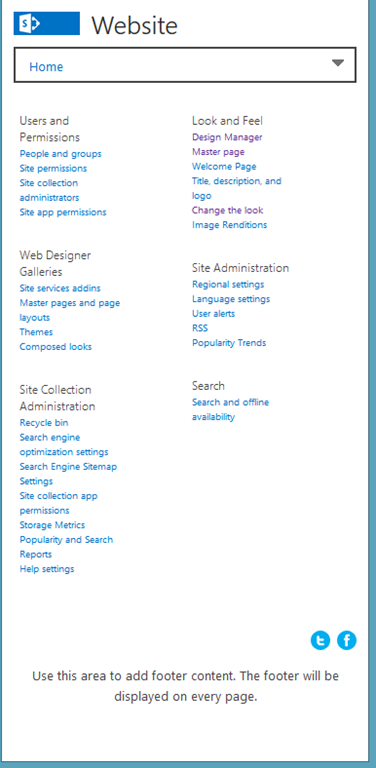 S
Website
Home
Users and
Permissions
People and groups
Site permissions
Site collection
administrators
Site app permissions
Web Designer
Galleries
Site services addins
Master pages and page
layouts
Themes
Composed looks
Site Collection
Administration
Recycle bin
Search engine
optimization settings
Search Engine Sitemap
Settings
Site collection app
permissions
Storage Metrics
Popularity and Search
Reports
Help settings
Look and Feel
Design Manager
Master page
Welcome Page
Title, description, and
logo
Change the look
Image Renditions
Site Administration
Regional settings
Language settings
User alerts
RSS
Popularity Trends
Search
Search and offline
availability
Use this area to add footer content. The footer will be
displayed on every page.